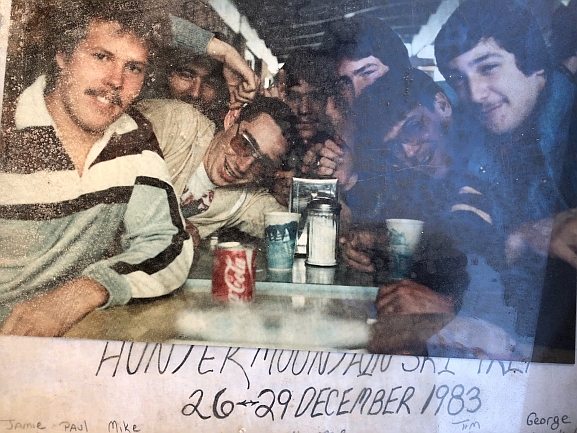 Coca-Cola
HUNTER MOUNTAIN SKI TRIP
26↔29 DECEMBER 1983
Jamie PAUL Mike Tim George